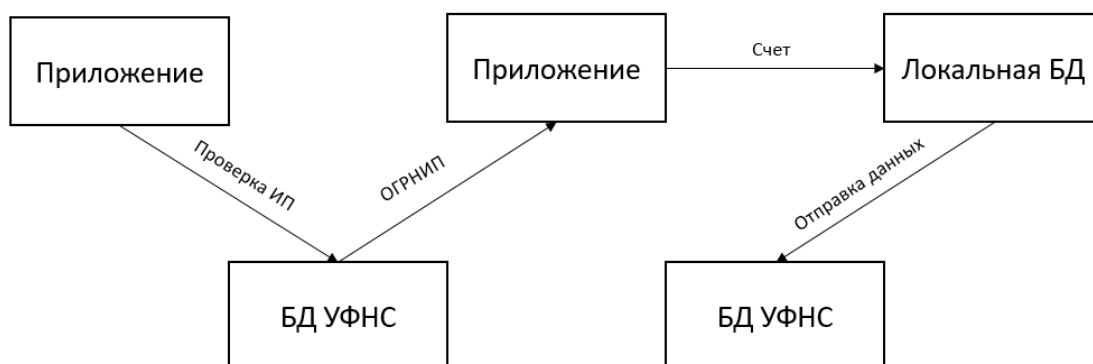 Приложение
Проверка ИП
БД УФНС
ОГРНИП
Приложение
Счет
Локальная БД
Отправка данных
БД УФНС